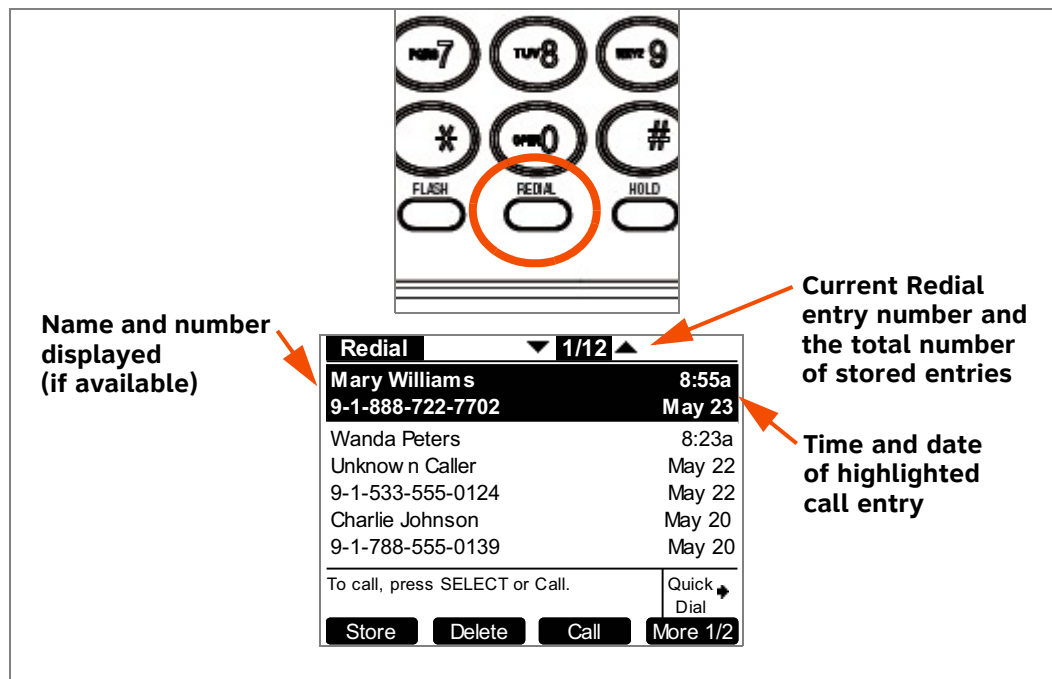 PQRS7 TUV8 WXYZ 9
* OPER0 #
FLASH REDIAL HOLD
Name and number
displayed
(if available)
Current Redial
entry number and
the total number
of stored entries
Redial ▼ 1/12 ▲
Mary Williams 8:55a
9-1-888-722-7702 May 23
Wanda Peters 8:23a
Unknow n Caller May 22
9-1-533-555-0124 May 22
Charlie Johnson May 20
9-1-788-555-0139 May 20
Time and date
of highlighted
call entry
To call, press SELECT or Call.
Quick
Dial
Store Delete Call More 1/2